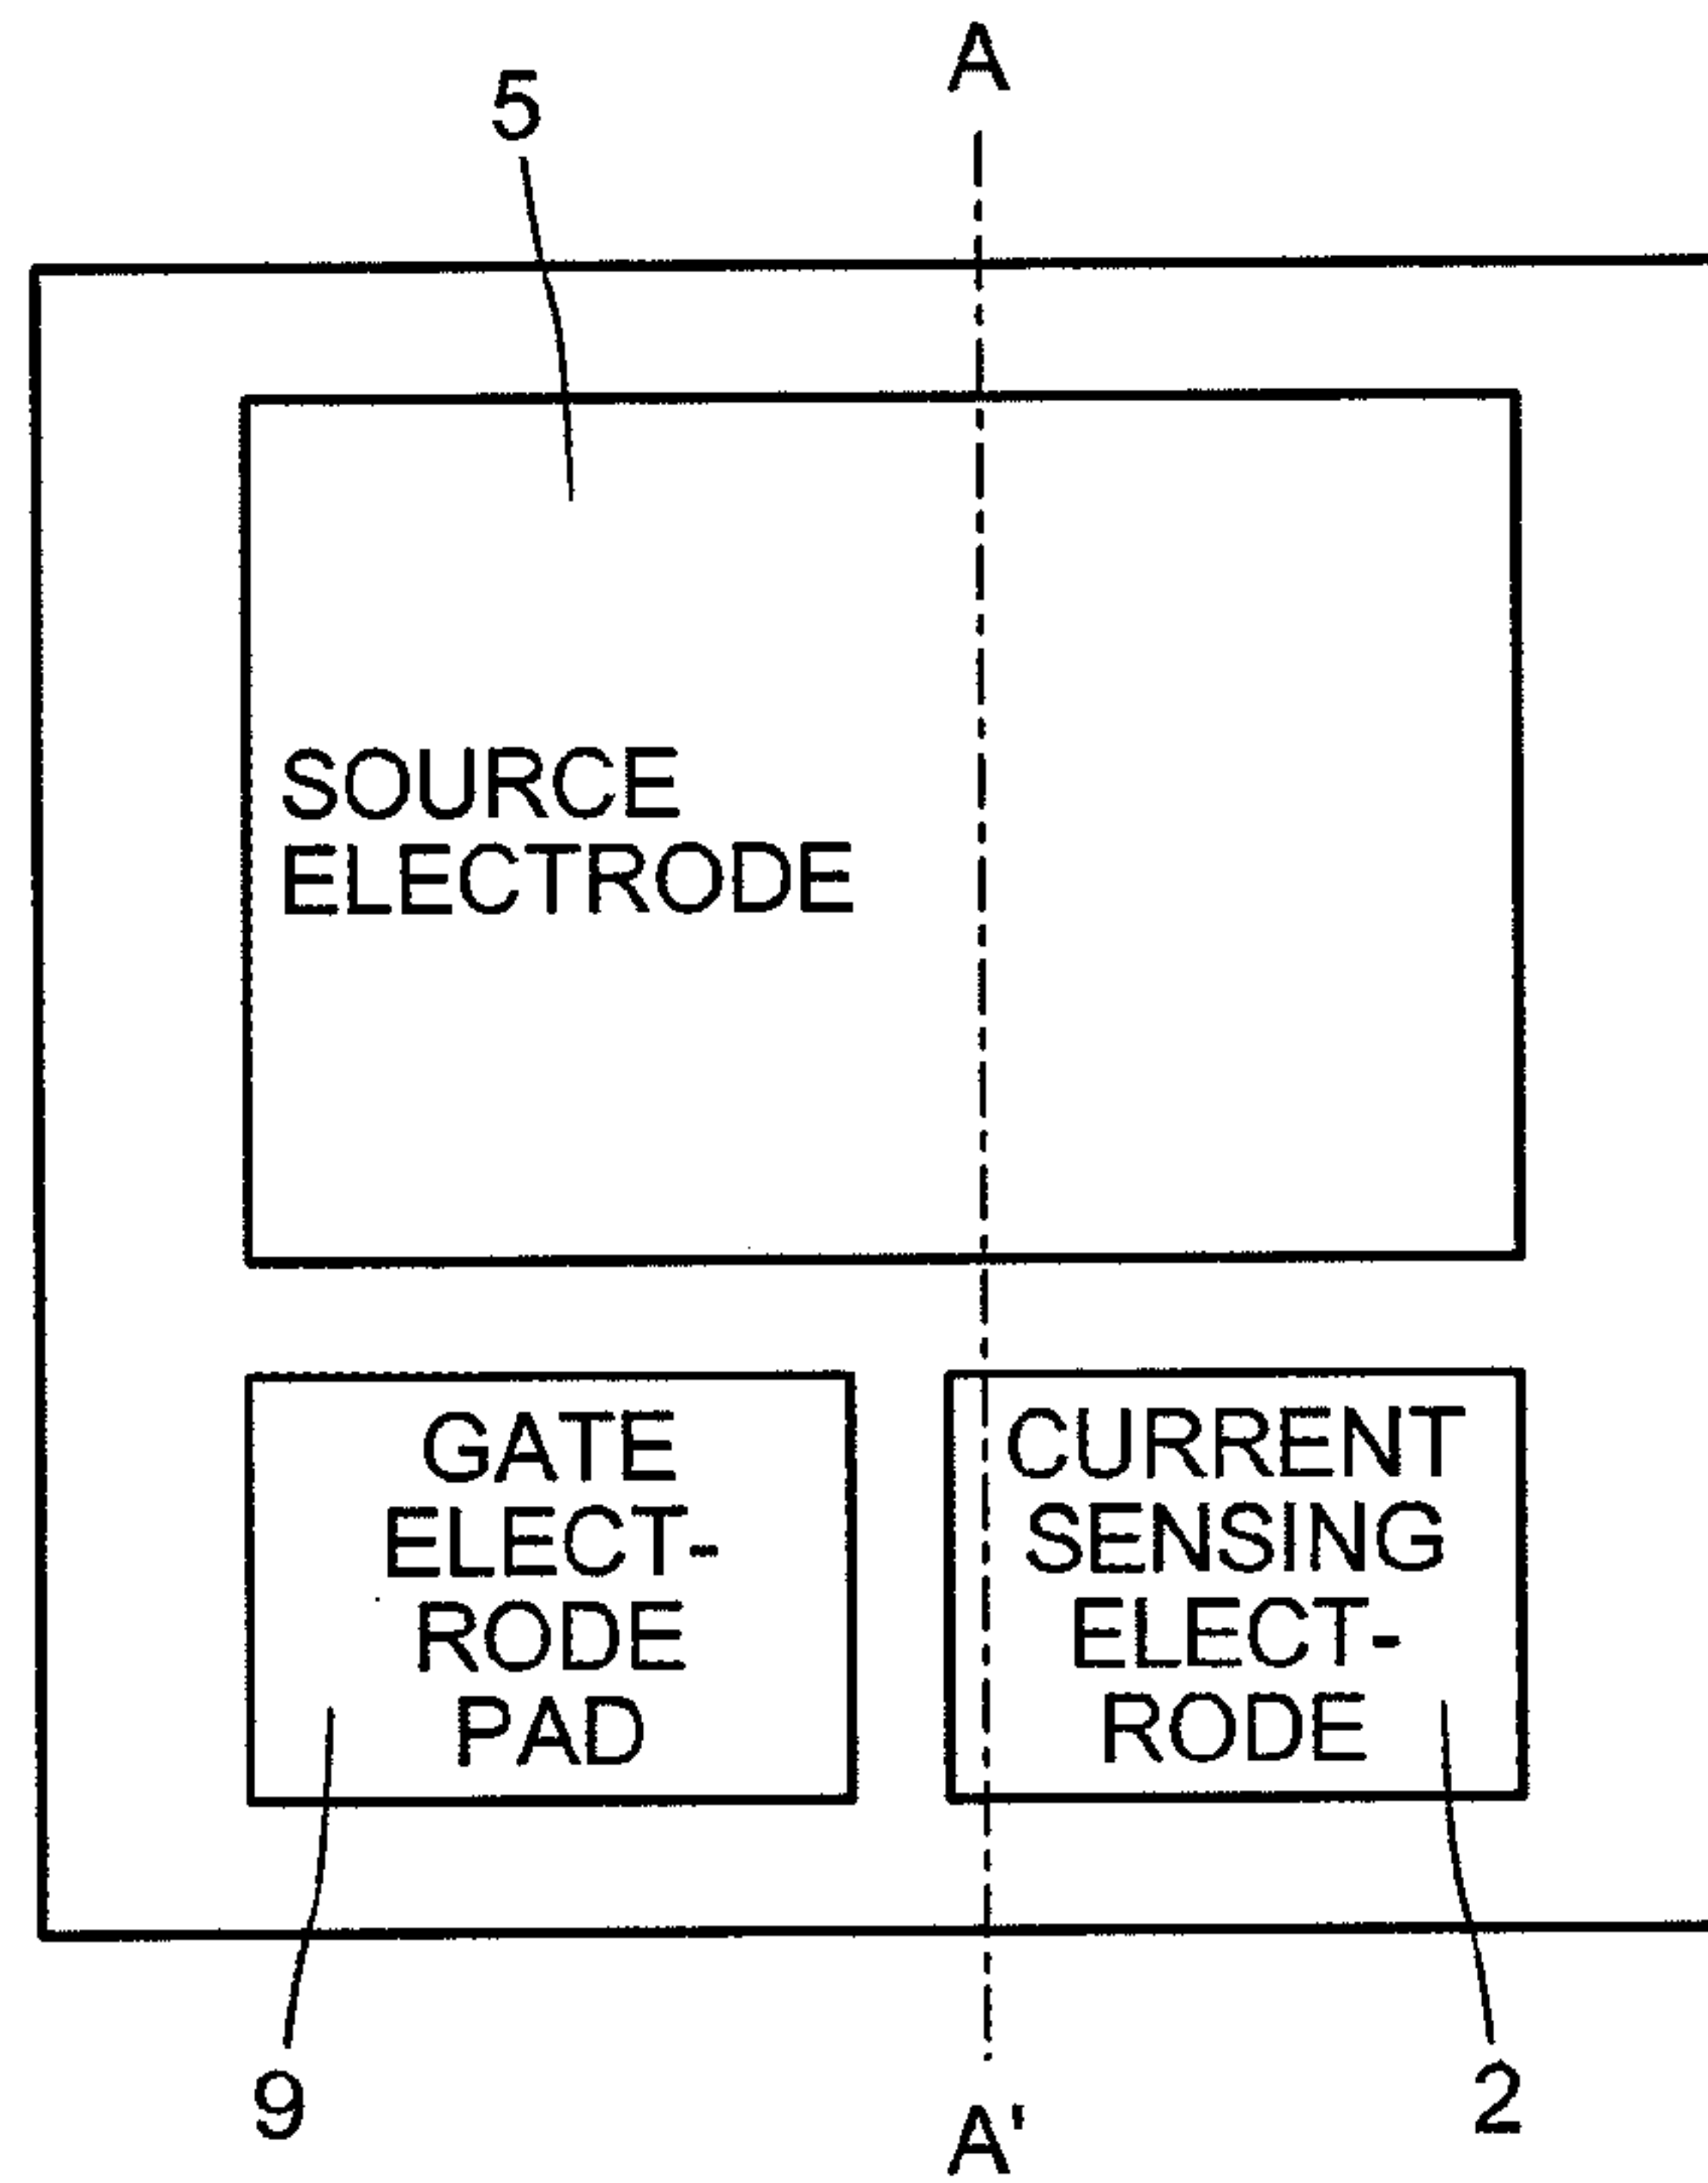 A
5
SOURCE
ELECTRODE
GATE
ELECT-
RODE
PAD
CURRENT
SENSING
ELECT-
RODE
9
A'
2